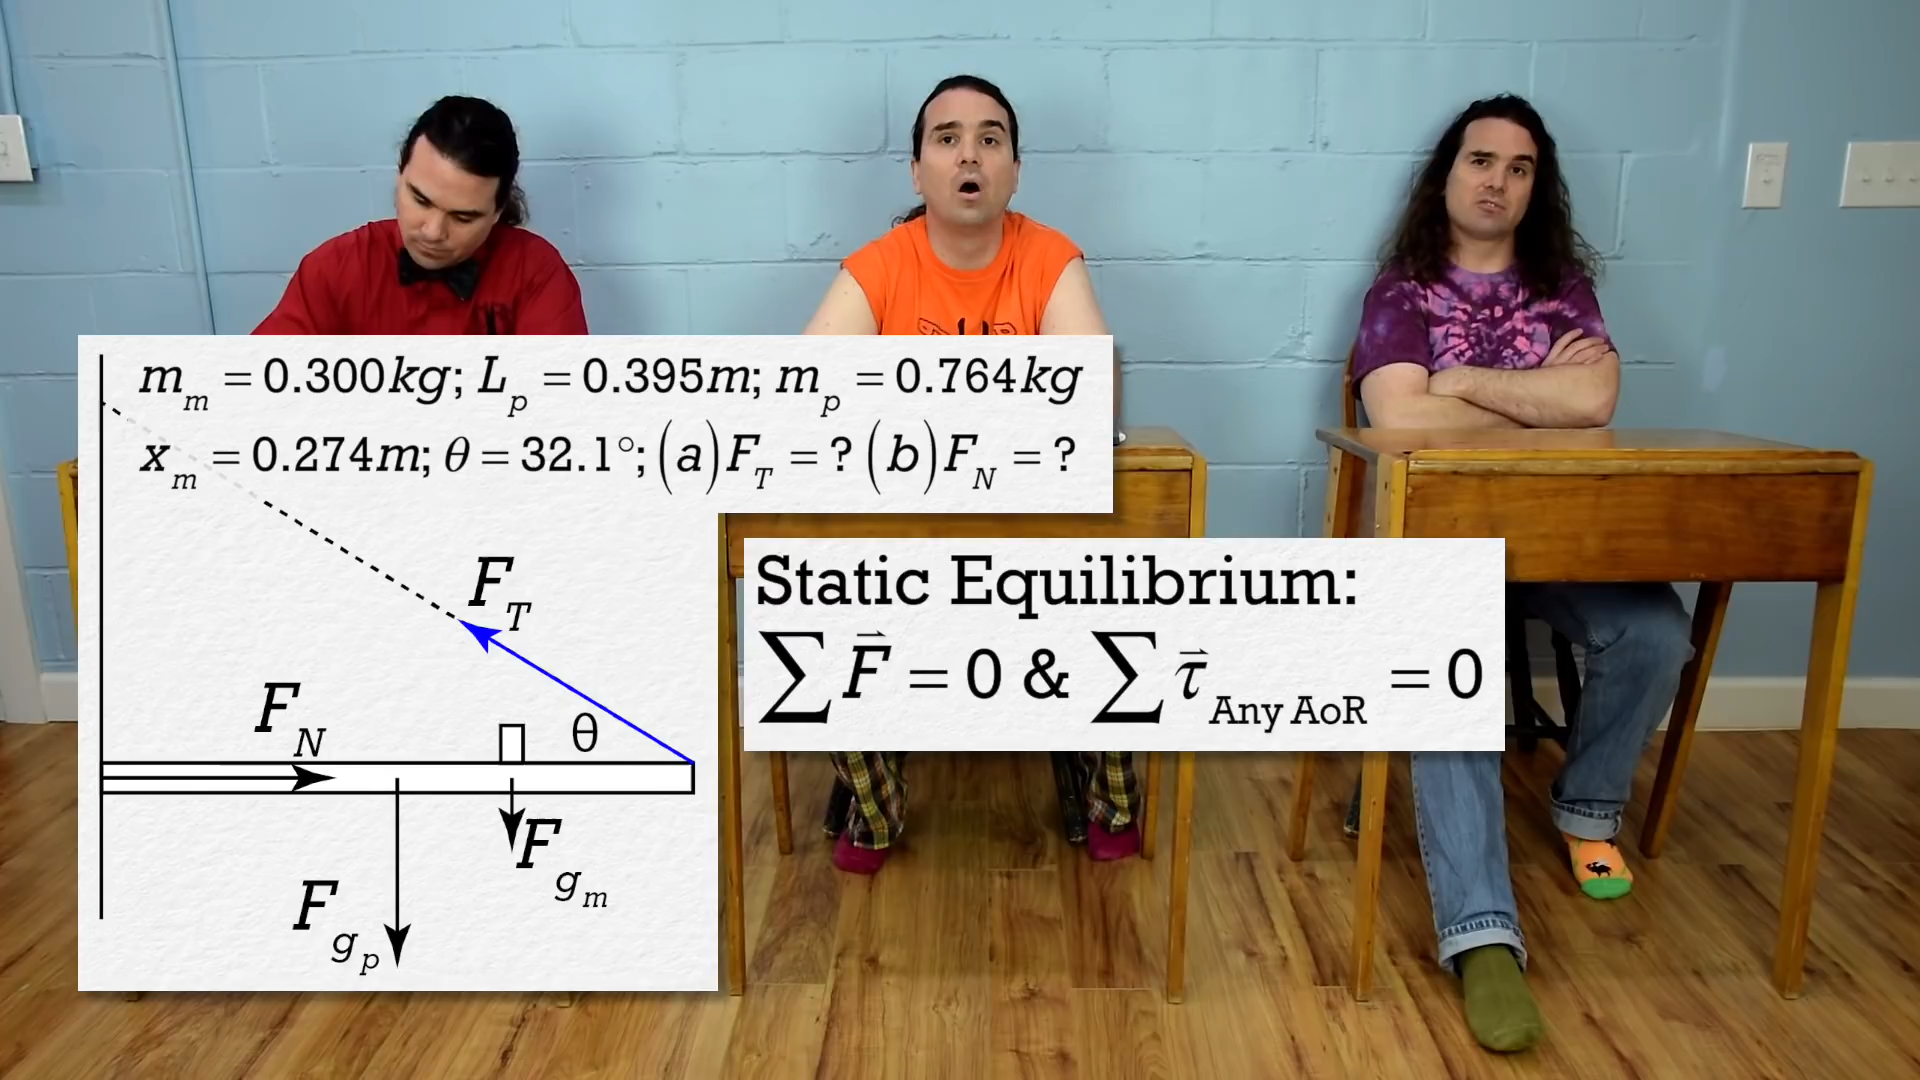 m_m = 0.300kg; L_p = 0.395m; m_p = 0.764kg
x_m = 0.274m; θ = 32.1°; (a)F_T = ? (b)F_N = ?
F_T
F_N
θ
F_g_m
F_g_p
Static Equilibrium:
∑F⃗ = 0 & ∑τ⃗_Any AoR = 0